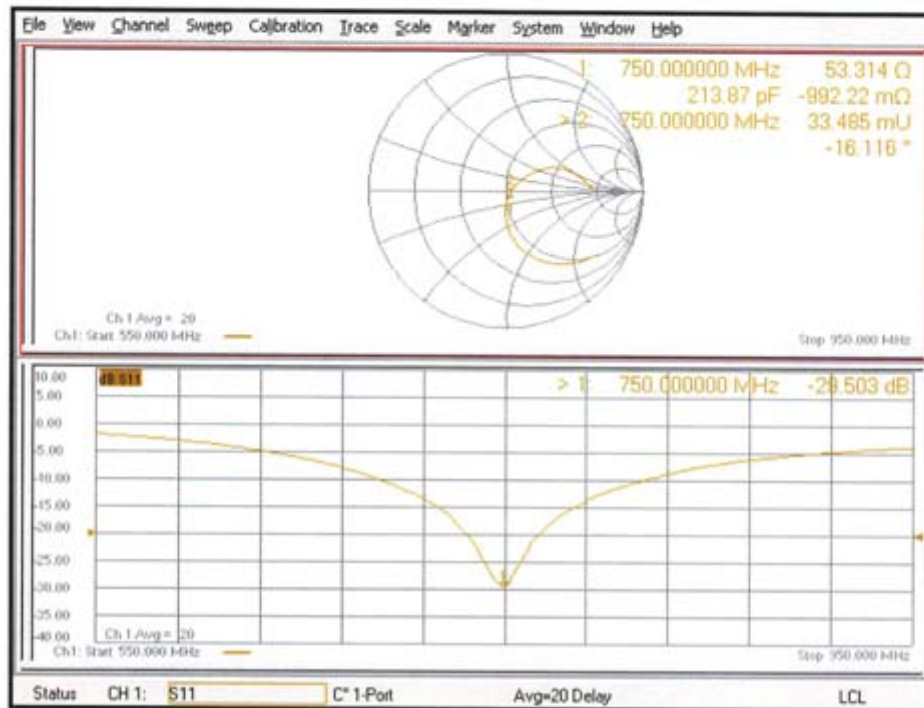 File View Channel Sweep Calibration Trace Scale Marker System Window Help
1: 750.000000 MHz 53.314 Ω
213.87 pF -992.22 mΩ
> 2: 750.000000 MHz 33.485 mU
-16.116 °
Ch 1 Avg = 20
Ch1: Start 550.000 MHz
Stop 950.000 MHz
10.00
dB S11
> 1: 750.000000 MHz -29.503 dB
5.00
0.00
-5.00
-10.00
-15.00
-20.00
-25.00
-30.00
-35.00
-40.00
Ch 1 Avg = 20
Ch1: Start 550.000 MHz
Stop 950.000 MHz
Status CH 1: S11 C* 1-Port Avg=20 Delay LCL